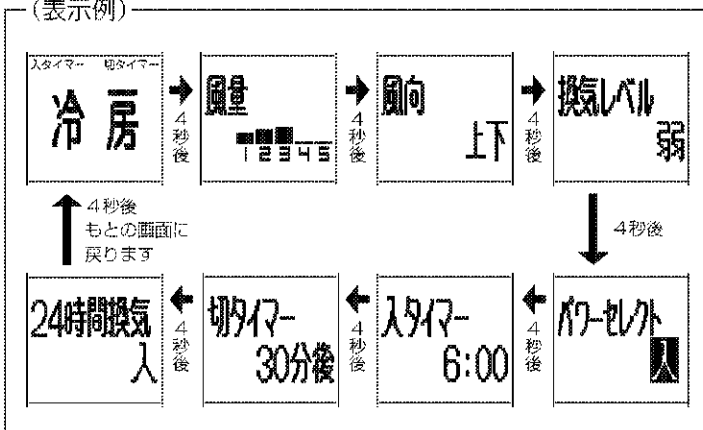 (表示例)
入タイマー 切タイマー
冷房
4秒後
風量
1 2 3 4 5
4秒後
風向
上下
4秒後
換気レベル
弱
4秒後
もとの画面に
戻ります
4秒後
24時間換気
入
4秒後
切タイマー
30分後
4秒後
入タイマー
6:00
4秒後
パワーセレクト
入